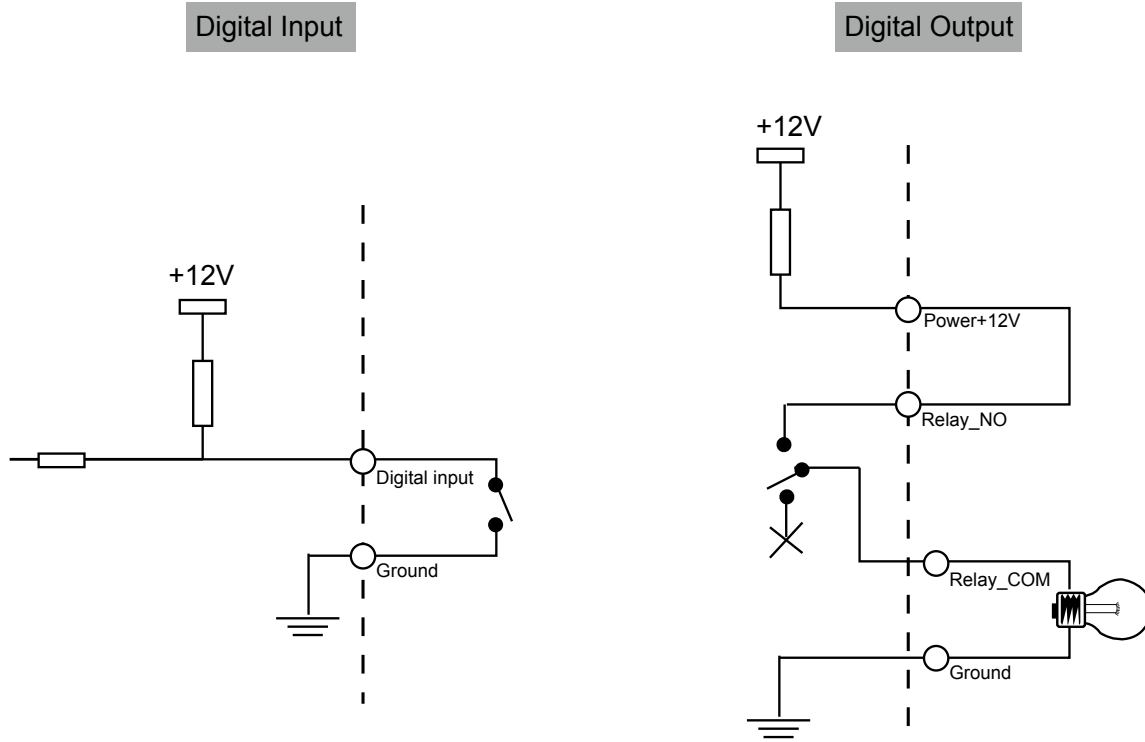 Digital Input
Digital Output
+12V
Digital input
Ground
+12V
Power+12V
Relay_NO
Relay_COM
Ground